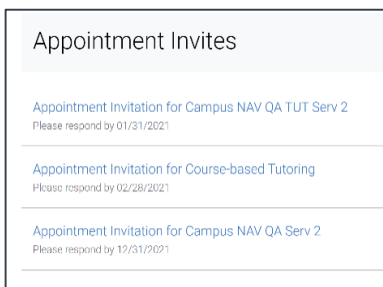 Appointment Invites
Appointment Invitation for Campus NAV QA TUT Serv 2
Please respond by 01/31/2021
Appointment Invitation for Course-based Tutoring
Please respond by 02/28/2021
Appointment Invitation for Campus NAV QA Serv 2
Please respond by 12/31/2021